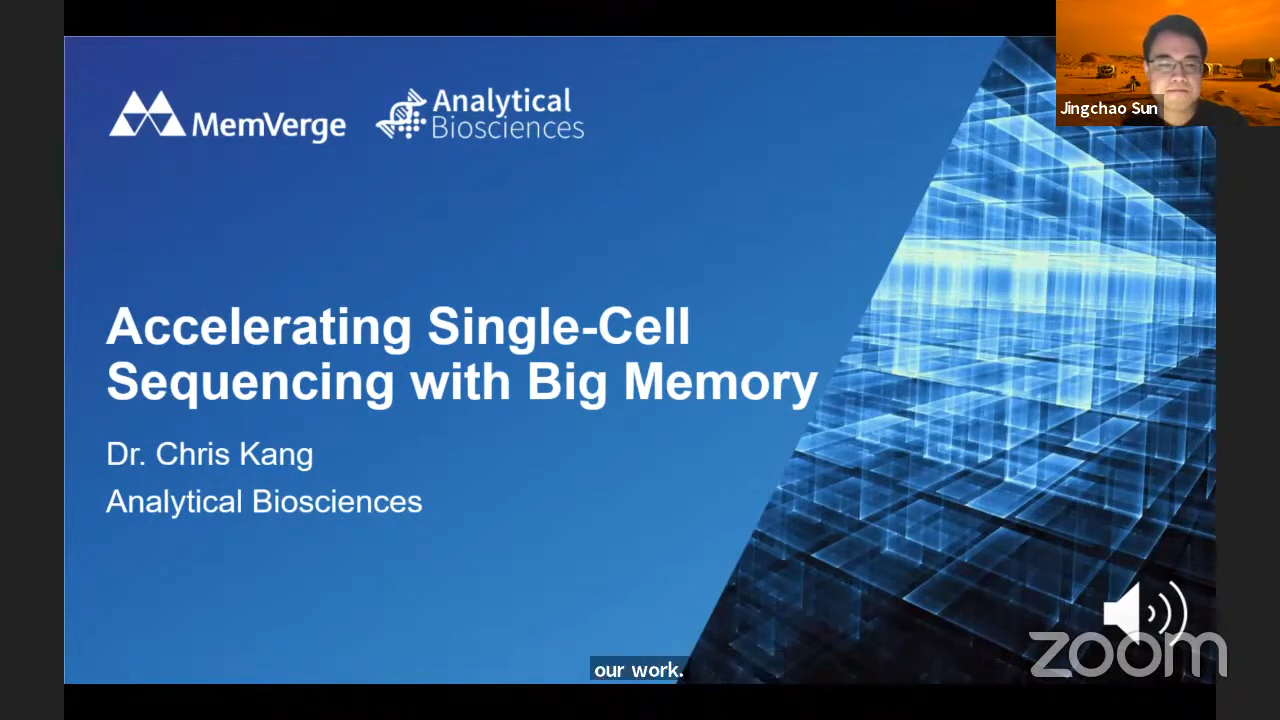 Jingchao Sun
MemVerge
Analytical
Biosciences
Accelerating Single-Cell
Sequencing with Big Memory
Dr. Chris Kang
Analytical Biosciences
zoom
our work.